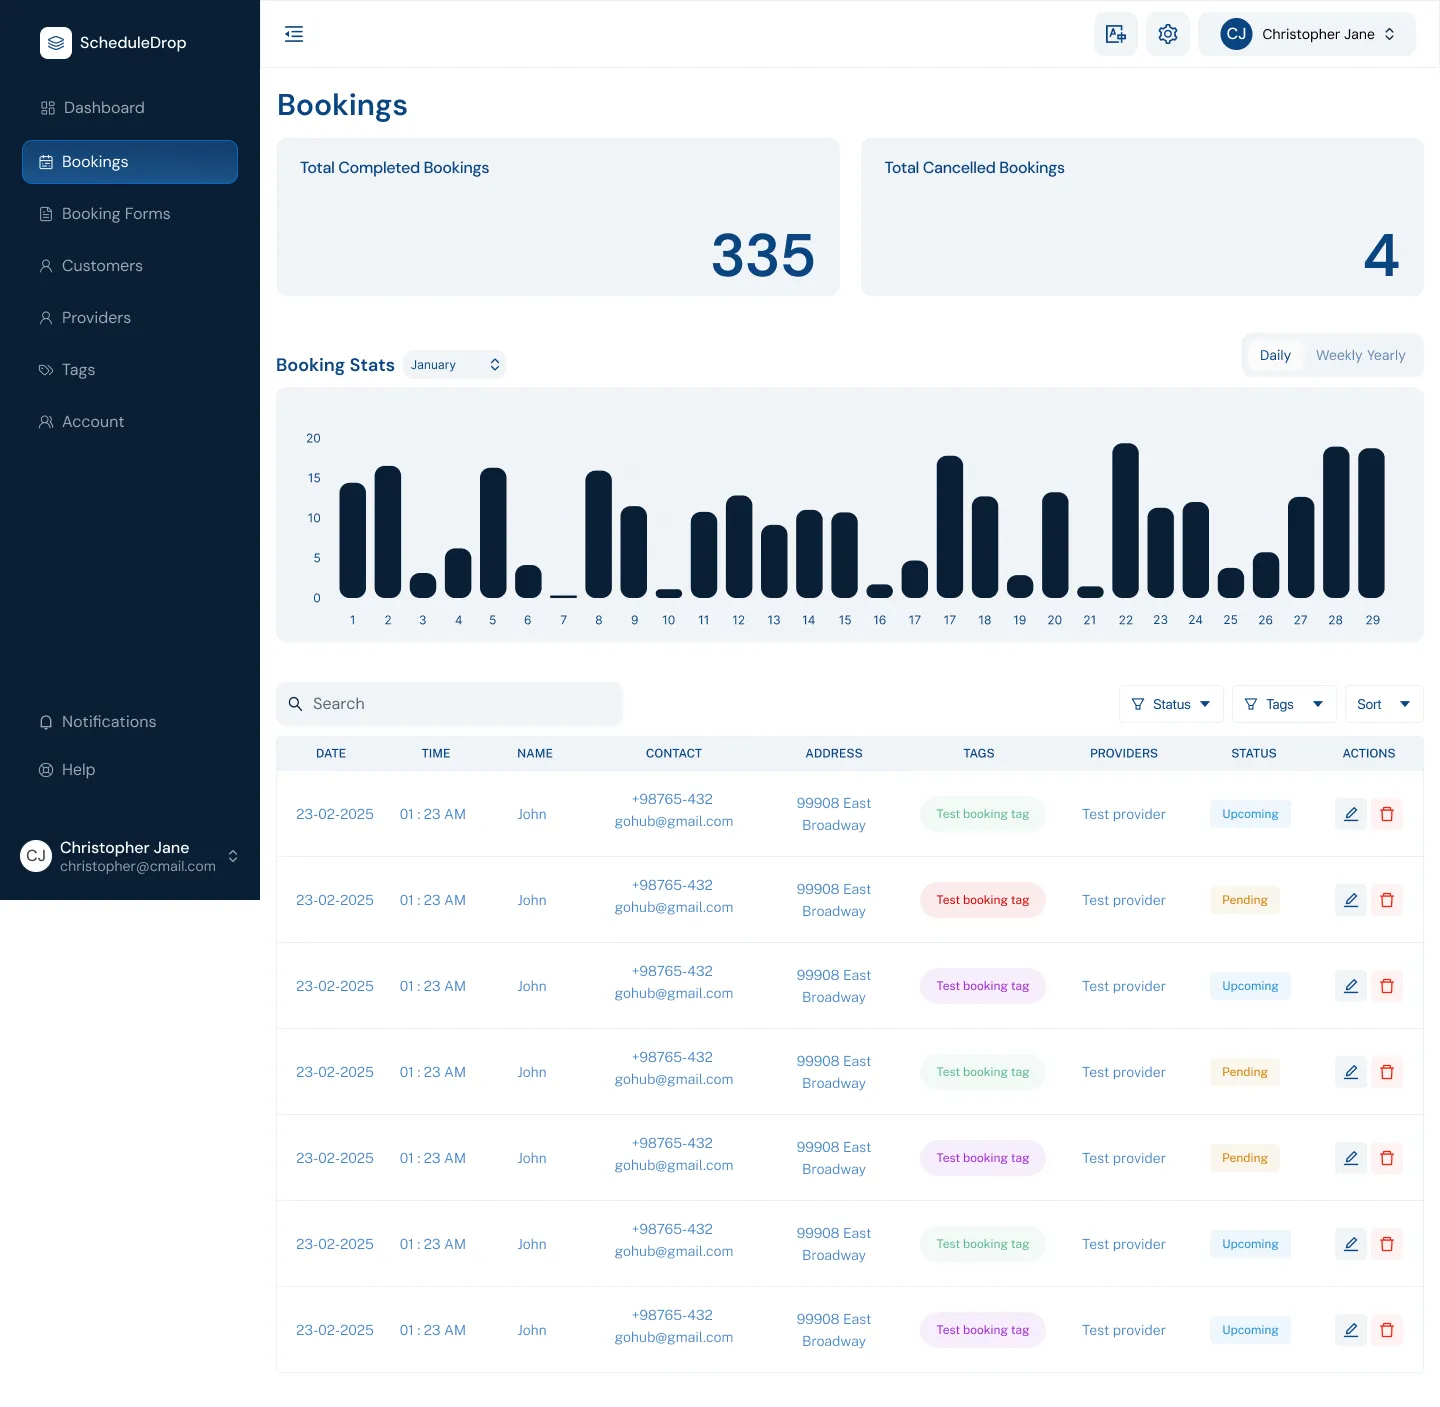 ScheduleDrop
Dashboard
Bookings
Booking Forms
Customers
Providers
Tags
Account
Notifications
Help
CJ
Christopher Jane
christopher@cmail.com
CJ Christopher Jane
Bookings
Total Completed Bookings
335
Total Cancelled Bookings
4
Booking Stats January
Daily Weekly Yearly
20
15
10
5
0
1 2 3 4 5 6 7 8 9 10 11 12 13 14 15 16 17 17 18 19 20 21 22 23 24 25 26 27 28 29
Search
Status Tags Sort
DATE TIME NAME CONTACT ADDRESS TAGS PROVIDERS STATUS ACTIONS
+98765-432 99908 East
23-02-2025 01 : 23 AM John Test booking tag Test provider Upcoming
gohub@gmail.com Broadway
+98765-432 99908 East
23-02-2025 01 : 23 AM John Test booking tag Test provider Pending
gohub@gmail.com Broadway
+98765-432 99908 East
23-02-2025 01 : 23 AM John Test booking tag Test provider Upcoming
gohub@gmail.com Broadway
+98765-432 99908 East
23-02-2025 01 : 23 AM John Test booking tag Test provider Pending
gohub@gmail.com Broadway
+98765-432 99908 East
23-02-2025 01 : 23 AM John Test booking tag Test provider Pending
gohub@gmail.com Broadway
+98765-432 99908 East
23-02-2025 01 : 23 AM John Test booking tag Test provider Upcoming
gohub@gmail.com Broadway
+98765-432 99908 East
23-02-2025 01 : 23 AM John Test booking tag Test provider Upcoming
gohub@gmail.com Broadway